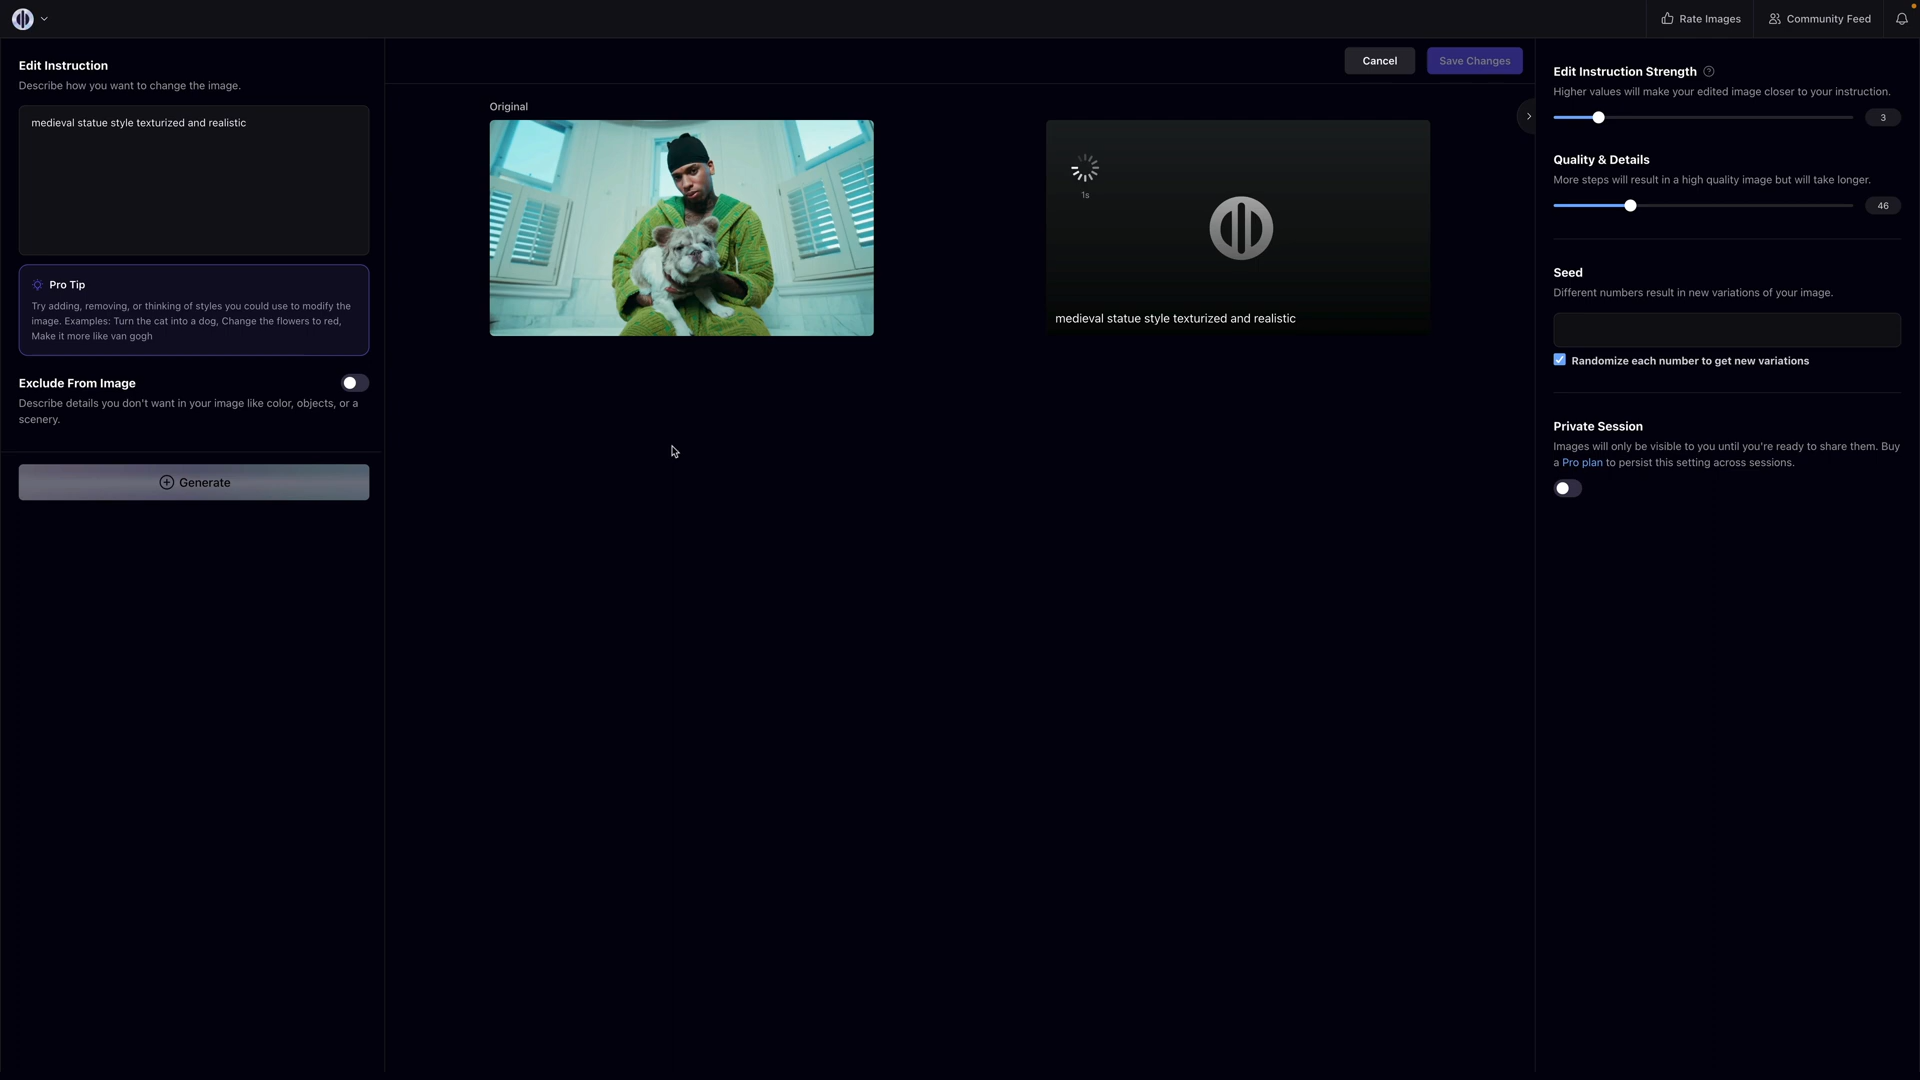 Rate Images
Community Feed
Edit Instruction
Describe how you want to change the image.
medieval statue style texturized and realistic
Pro Tip
Try adding, removing, or thinking of styles you could use to modify the
image. Examples: Turn the cat into a dog, Change the flowers to red,
Make it more like van gogh
Exclude From Image
Describe details you don't want in your image like color, objects, or a
scenery.
Generate
Cancel
Save Changes
Original
1s
medieval statue style texturized and realistic
Edit Instruction Strength
Higher values will make your edited image closer to your instruction.
3
Quality & Details
More steps will result in a high quality image but will take longer.
46
Seed
Different numbers result in new variations of your image.
Randomize each number to get new variations
Private Session
Images will only be visible to you until you're ready to share them. Buy
a Pro plan to persist this setting across sessions.